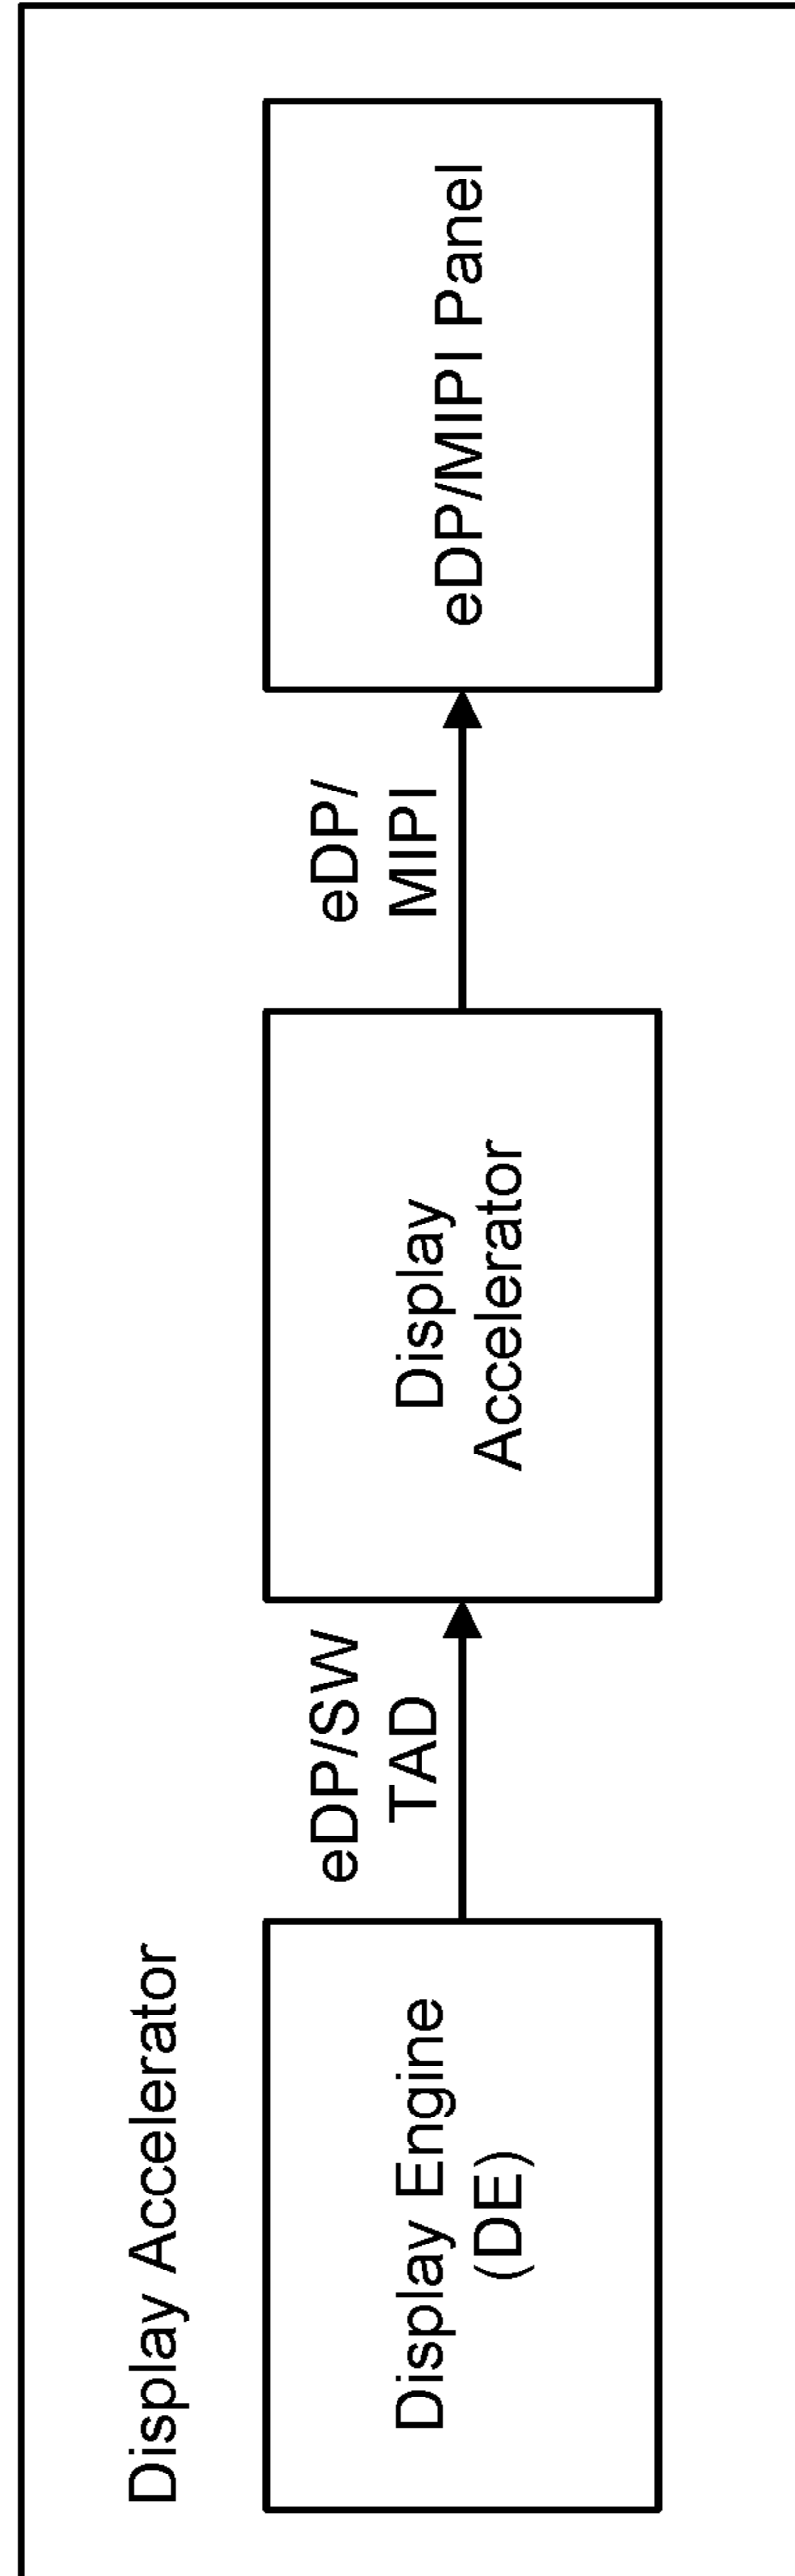 Display Accelerator
Display Engine
(DE)
eDP/SW
TAD
Display
Accelerator
eDP/
MIPI
eDP/MIPI Panel